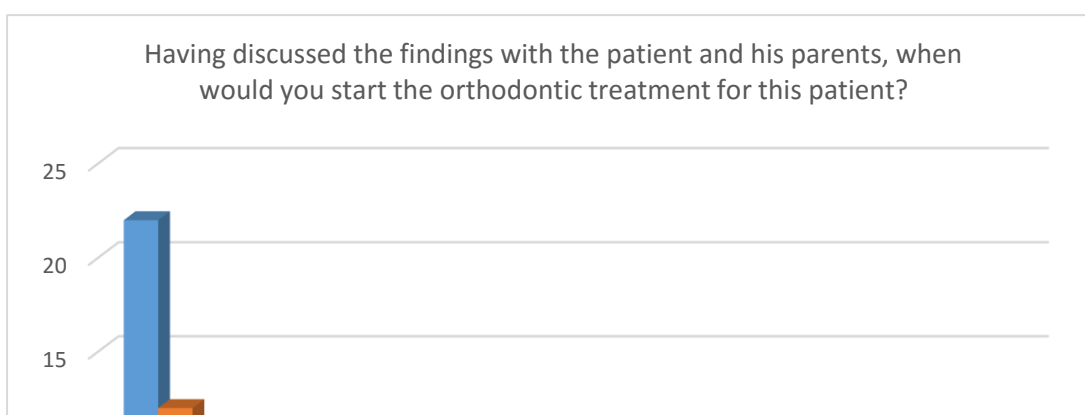 Having discussed the findings with the patient and his parents, when
would you start the orthodontic treatment for this patient?
25
20
15